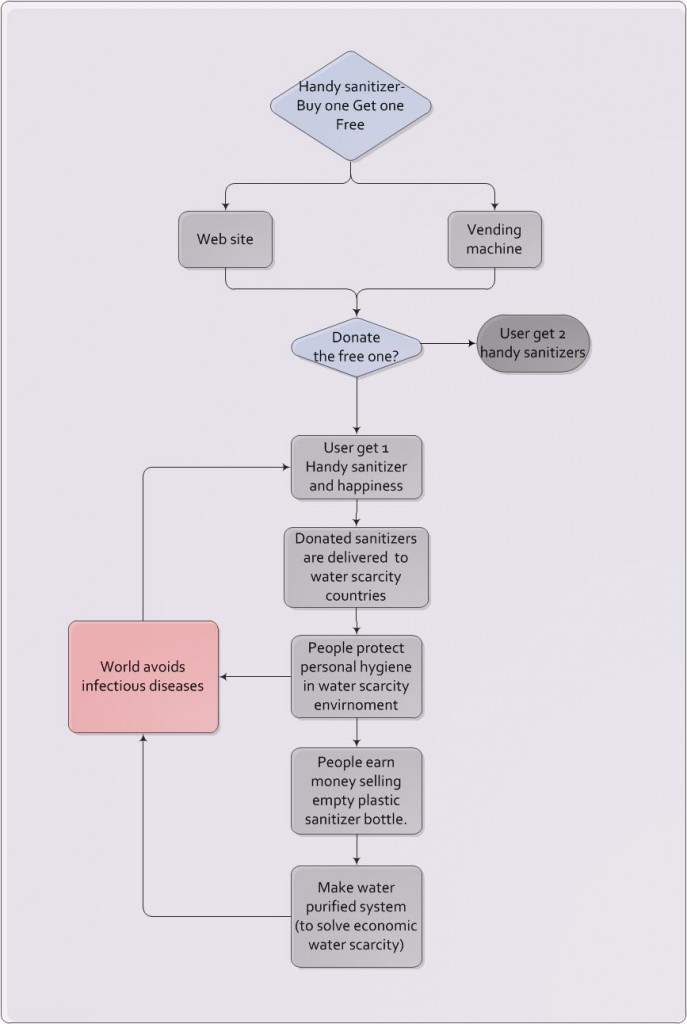 Handy sanitizer-
Buy one Get one
Free
Web site
Vending
machine
Donate
the free one?
User get 2
handy sanitizers
User get 1
Handy sanitizer
and happiness
Donated sanitizers
are delivered to
water scarcity
countries
World avoids
infectious diseases
People protect
personal hygiene
in water scarcity
envirnoment
People earn
money selling
empty plastic
sanitizer bottle.
Make water
purified system
(to solve economic
water scarcity)